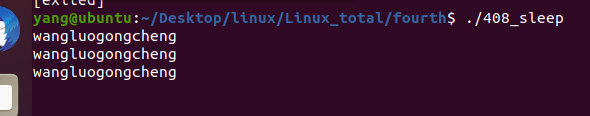 [exited]
yang@ubuntu:~/Desktop/linux/Linux_total/fourth$ ./408_sleep
wangluogongcheng
wangluogongcheng
wangluogongcheng